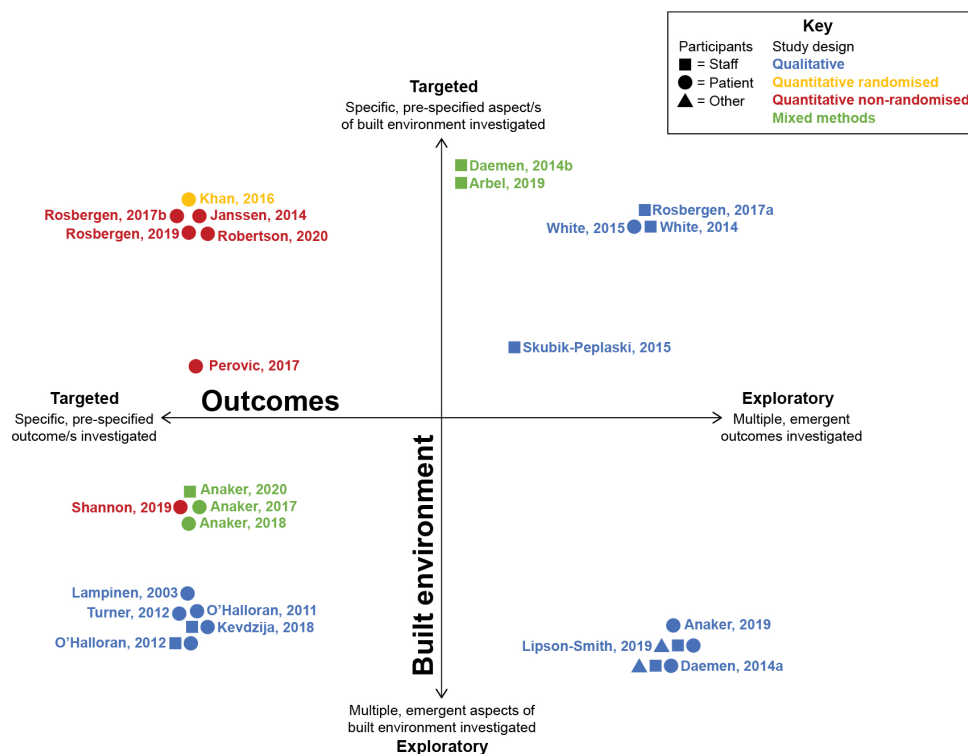 Key
Participants
Study design
= Staff
Qualitative
= Patient
Quantitative randomised
= Other
Quantitative non-randomised
Mixed methods
Targeted
Specific, pre-specified aspect/s
of built environment investigated
Daemen, 2014b
Arbel, 2019
Khan, 2016
Rosbergen, 2017b
Janssen, 2014
Rosbergen, 2019
Robertson, 2020
Rosbergen, 2017a
White, 2015
White, 2014
Skubik-Peplaski, 2015
Perovic, 2017
Targeted
Specific, pre-specified
outcome/s investigated
Outcomes
Exploratory
Multiple, emergent
outcomes investigated
Built environment
Anaker, 2020
Shannon, 2019
Anaker, 2017
Anaker, 2018
Lampinen, 2003
Turner, 2012
O'Halloran, 2011
Kevdzija, 2018
O'Halloran, 2012
Anaker, 2019
Lipson-Smith, 2019
Daemen, 2014a
Multiple, emergent aspects of
built environment investigated
Exploratory